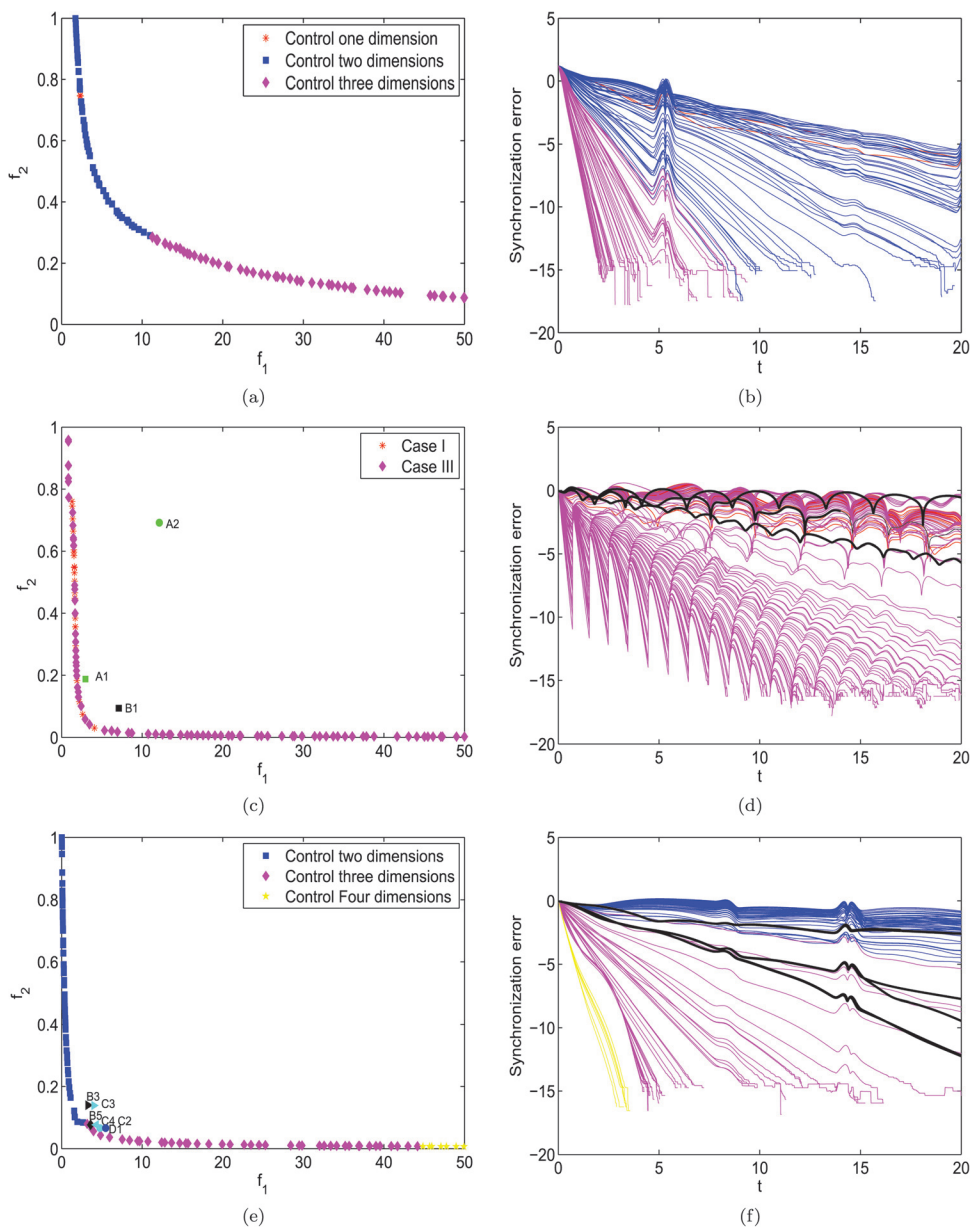 1
0.8
0.6
0.4
0.2
0
f2
0
10
20
30
40
50
f1
Control one dimension
Control two dimensions
Control three dimensions
(a)
5
0
−5
−10
−15
−20
Synchronization error
0
5
10
15
20
t
(b)
1
0.8
0.6
0.4
0.2
0
f2
0
10
20
30
40
50
f1
Case I
Case III
A2
A1
B1
(c)
5
0
−5
−10
−15
−20
Synchronization error
0
5
10
15
20
t
(d)
1
0.8
0.6
0.4
0.2
0
f2
0
10
20
30
40
50
f1
Control two dimensions
Control three dimensions
Control Four dimensions
B3
C3
B5
C4 C2
D1
(e)
5
0
−5
−10
−15
−20
Synchronization error
0
5
10
15
20
t
(f)